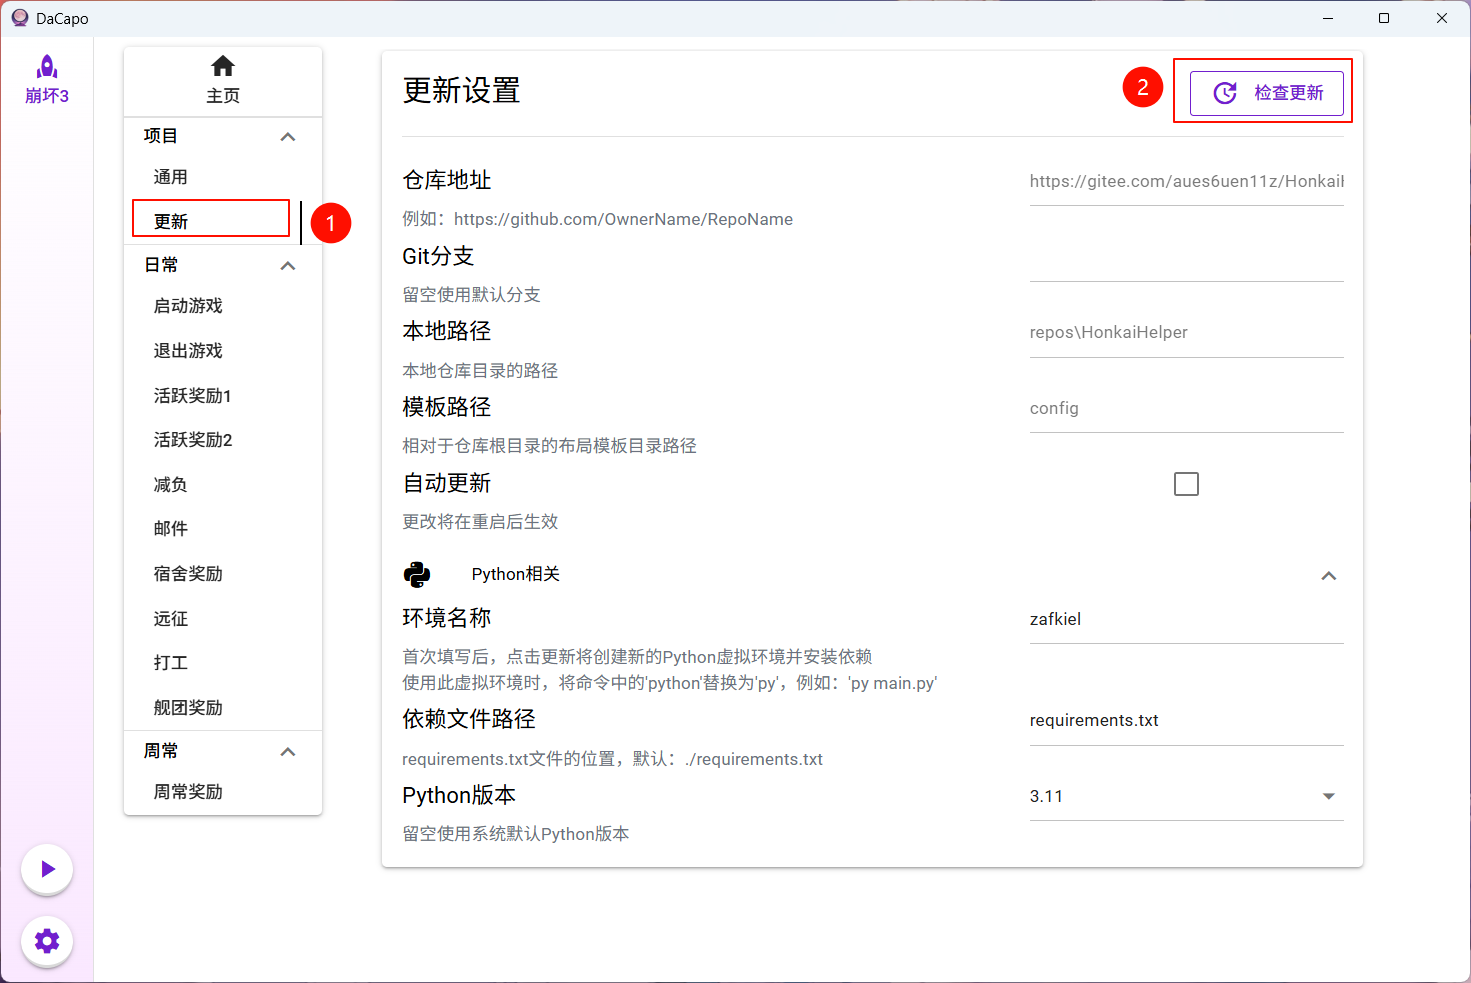 DaCapo
崩坏3
主页
项目
通用
更新
1
日常
启动游戏
退出游戏
活跃奖励1
活跃奖励2
减负
邮件
宿舍奖励
远征
打工
舰团奖励
周常
周常奖励
更新设置
2
检查更新
仓库地址
https://gitee.com/aues6uen11z/Honkai
例如：https://github.com/OwnerName/RepoName
Git分支
留空使用默认分支
本地路径
repos\HonkaiHelper
本地仓库目录的路径
模板路径
config
相对于仓库根目录的布局模板目录路径
自动更新
更改将在重启后生效
Python相关
环境名称
zafkiel
首次填写后，点击更新将创建新的Python虚拟环境并安装依赖
使用此虚拟环境时，将命令中的'python'替换为'py'，例如：'py main.py'
依赖文件路径
requirements.txt
requirements.txt文件的位置，默认：./requirements.txt
Python版本
3.11
留空使用系统默认Python版本